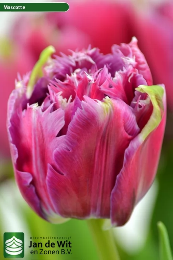 Mascotte
Jan de Wit
en Zonen B.V.